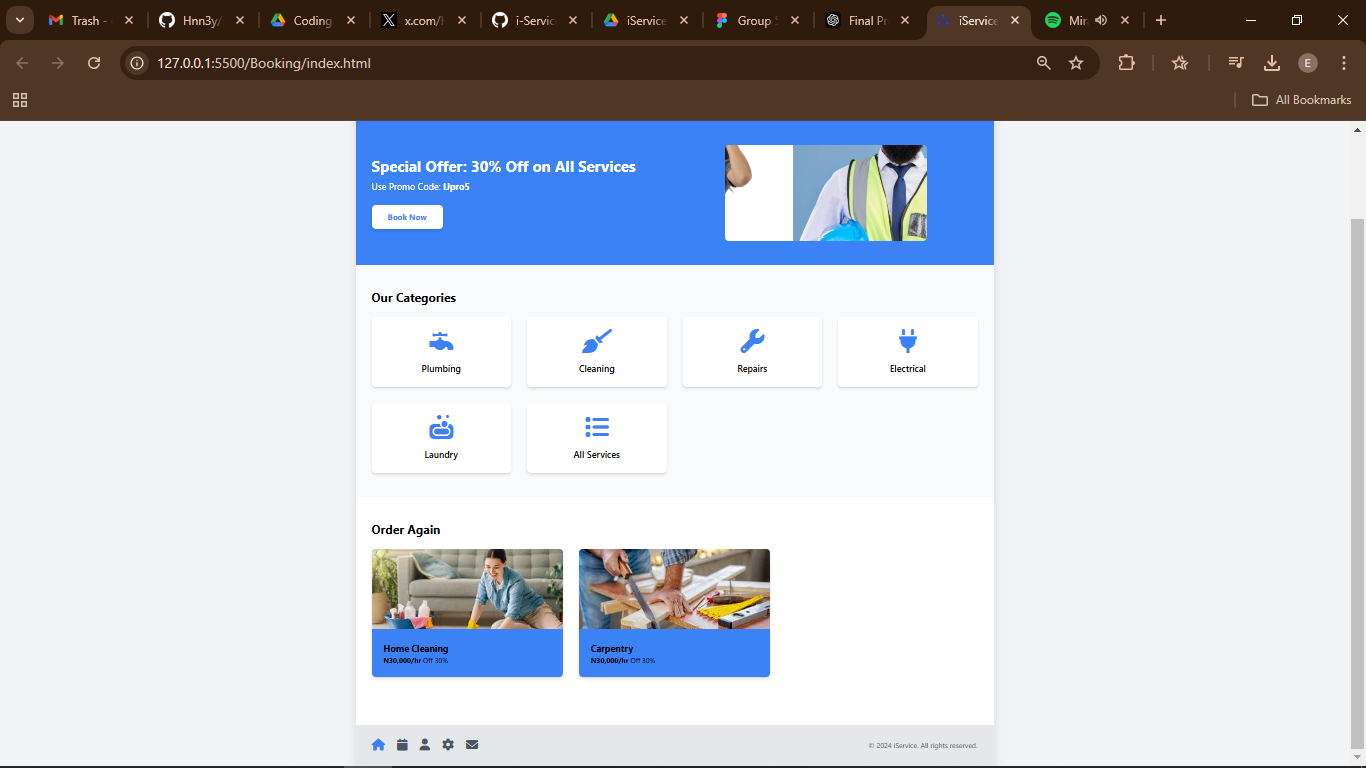 Trash -
Hnn3y/
Coding
x.com/h
i-Servic
iService
Group 5
Final Pr
iService
Mir
127.0.0.1:5500/Booking/index.html
E
All Bookmarks
Special Offer: 30% Off on All Services
Use Promo Code: IJpro5
Book Now
Our Categories
Plumbing
Cleaning
Repairs
Electrical
Laundry
All Services
Order Again
Home Cleaning
N30,000/hr Off 30%
Carpentry
N30,000/hr Off 30%
© 2024 iService. All rights reserved.